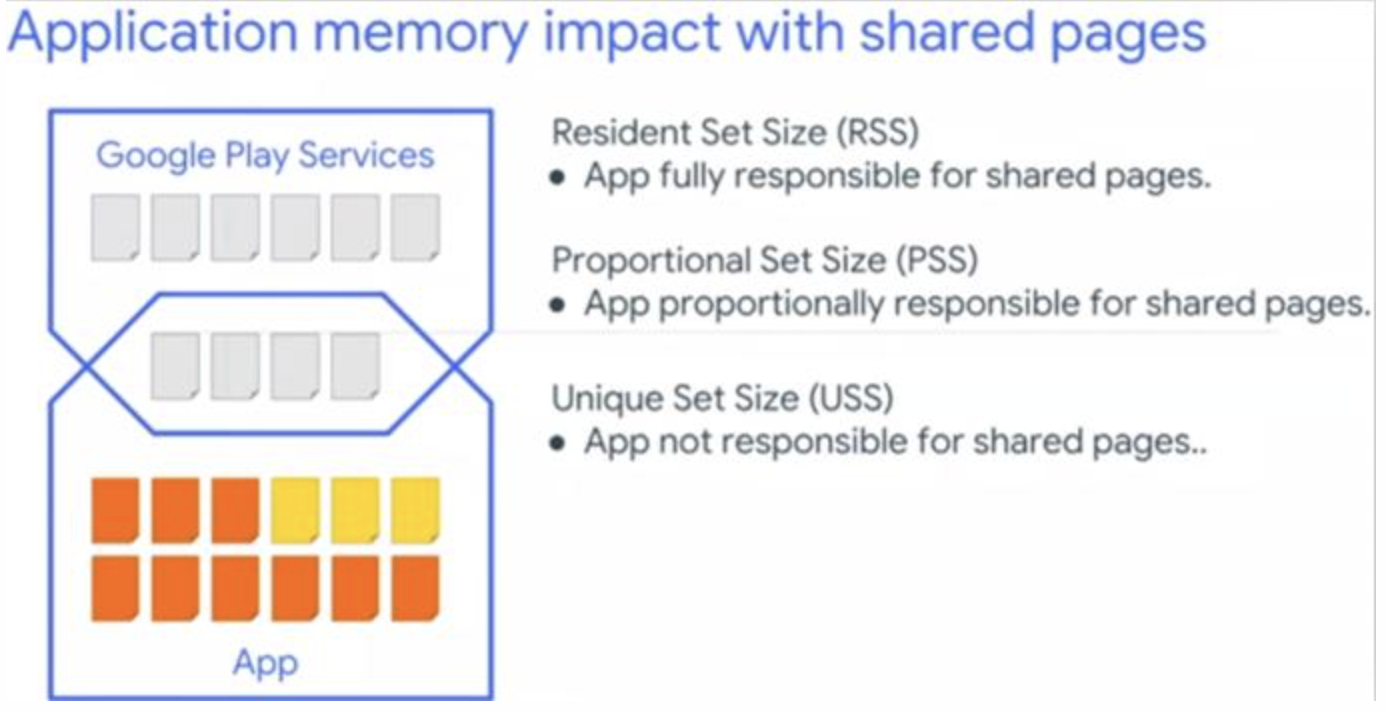 Application memory impact with shared pages
Google Play Services
App
Resident Set Size (RSS)
• App fully responsible for shared pages.
Proportional Set Size (PSS)
• App proportionally responsible for shared pages.
Unique Set Size (USS)
• App not responsible for shared pages..